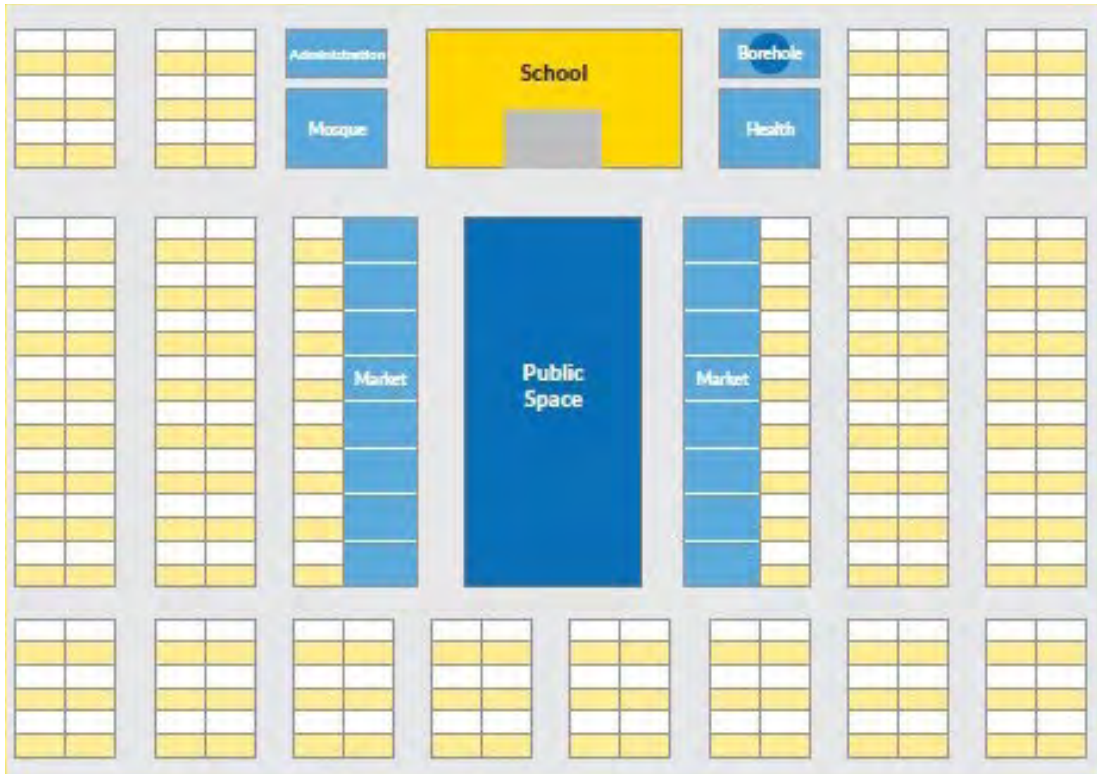 Administration
School
Borehole
Mosque
Health
Market
Public
Space
Market